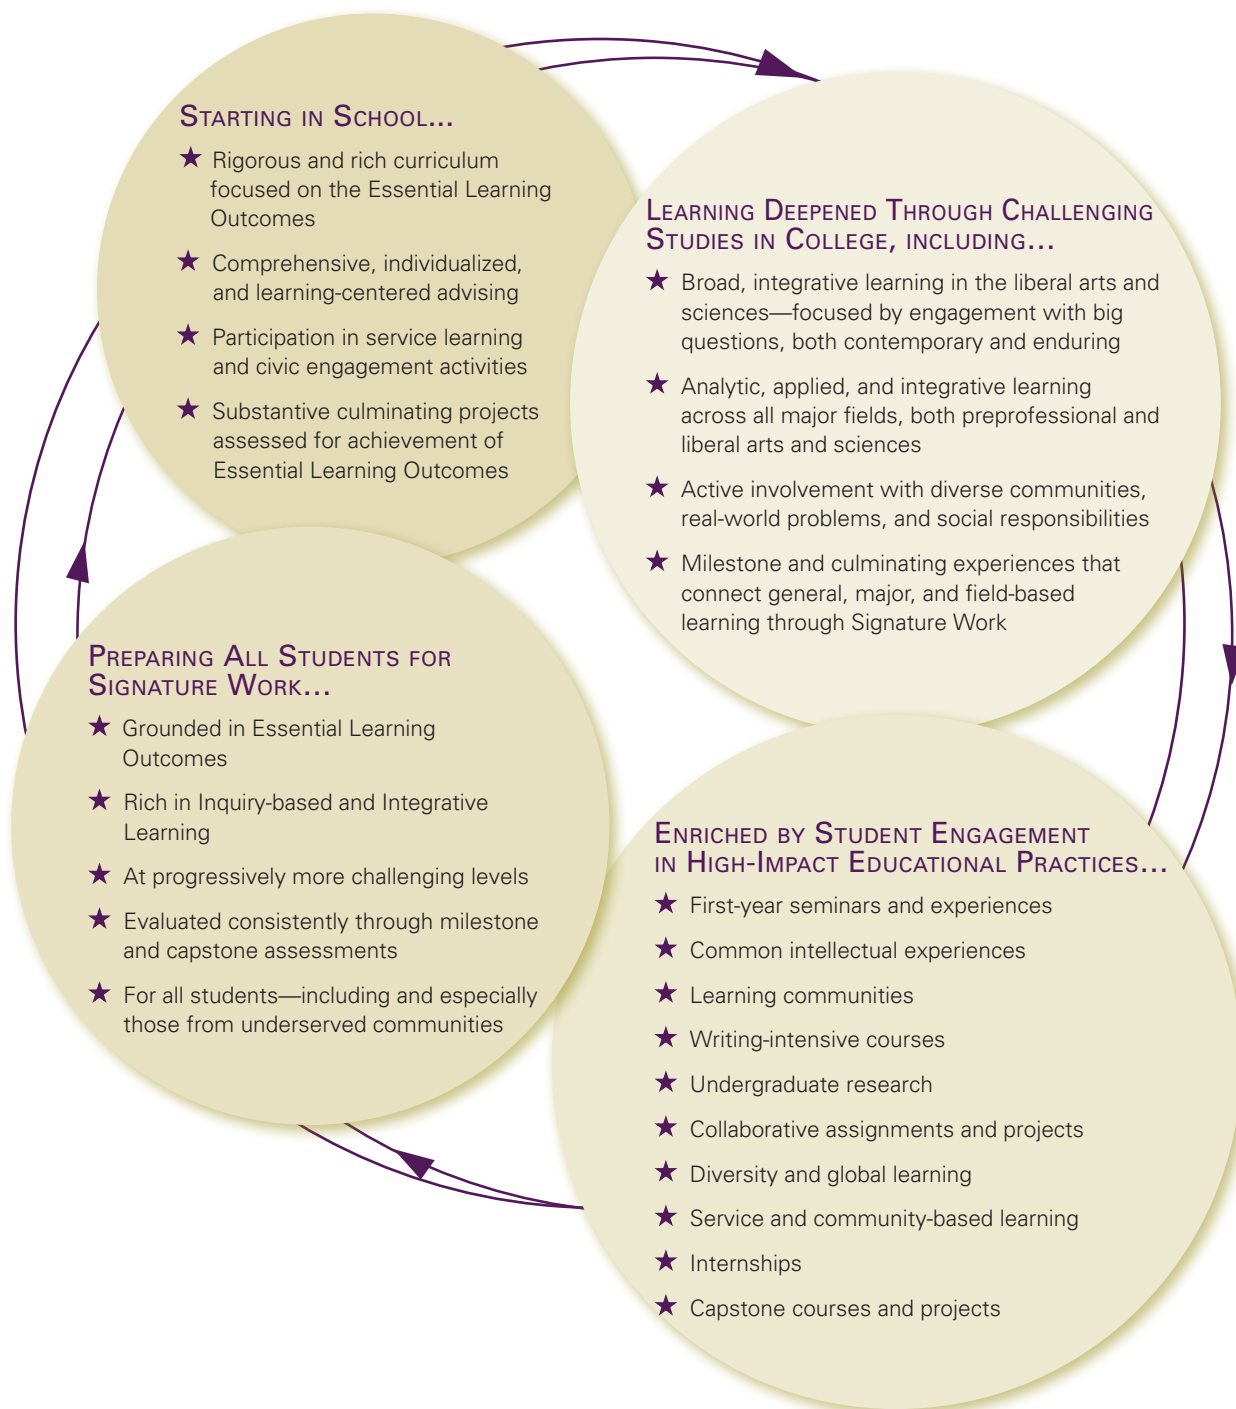 Starting in School...
★ Rigorous and rich curriculum
focused on the Essential Learning
Outcomes
★ Comprehensive, individualized,
and learning-centered advising
★ Participation in service learning
and civic engagement activities
★ Substantive culminating projects
assessed for achievement of
Essential Learning Outcomes
Learning Deepened Through Challenging
Studies in College, including...
★ Broad, integrative learning in the liberal arts and
sciences—focused by engagement with big
questions, both contemporary and enduring
★ Analytic, applied, and integrative learning
across all major fields, both preprofessional and
liberal arts and sciences
★ Active involvement with diverse communities,
real-world problems, and social responsibilities
★ Milestone and culminating experiences that
connect general, major, and field-based
learning through Signature Work
Enriched by Student Engagement
in High-Impact Educational Practices...
★ First-year seminars and experiences
★ Common intellectual experiences
★ Learning communities
★ Writing-intensive courses
★ Undergraduate research
★ Collaborative assignments and projects
★ Diversity and global learning
★ Service and community-based learning
★ Internships
★ Capstone courses and projects
Preparing All Students for
Signature Work...
★ Grounded in Essential Learning
Outcomes
★ Rich in Inquiry-based and Integrative
Learning
★ At progressively more challenging levels
★ Evaluated consistently through milestone
and capstone assessments
★ For all students—including and especially
those from underserved communities